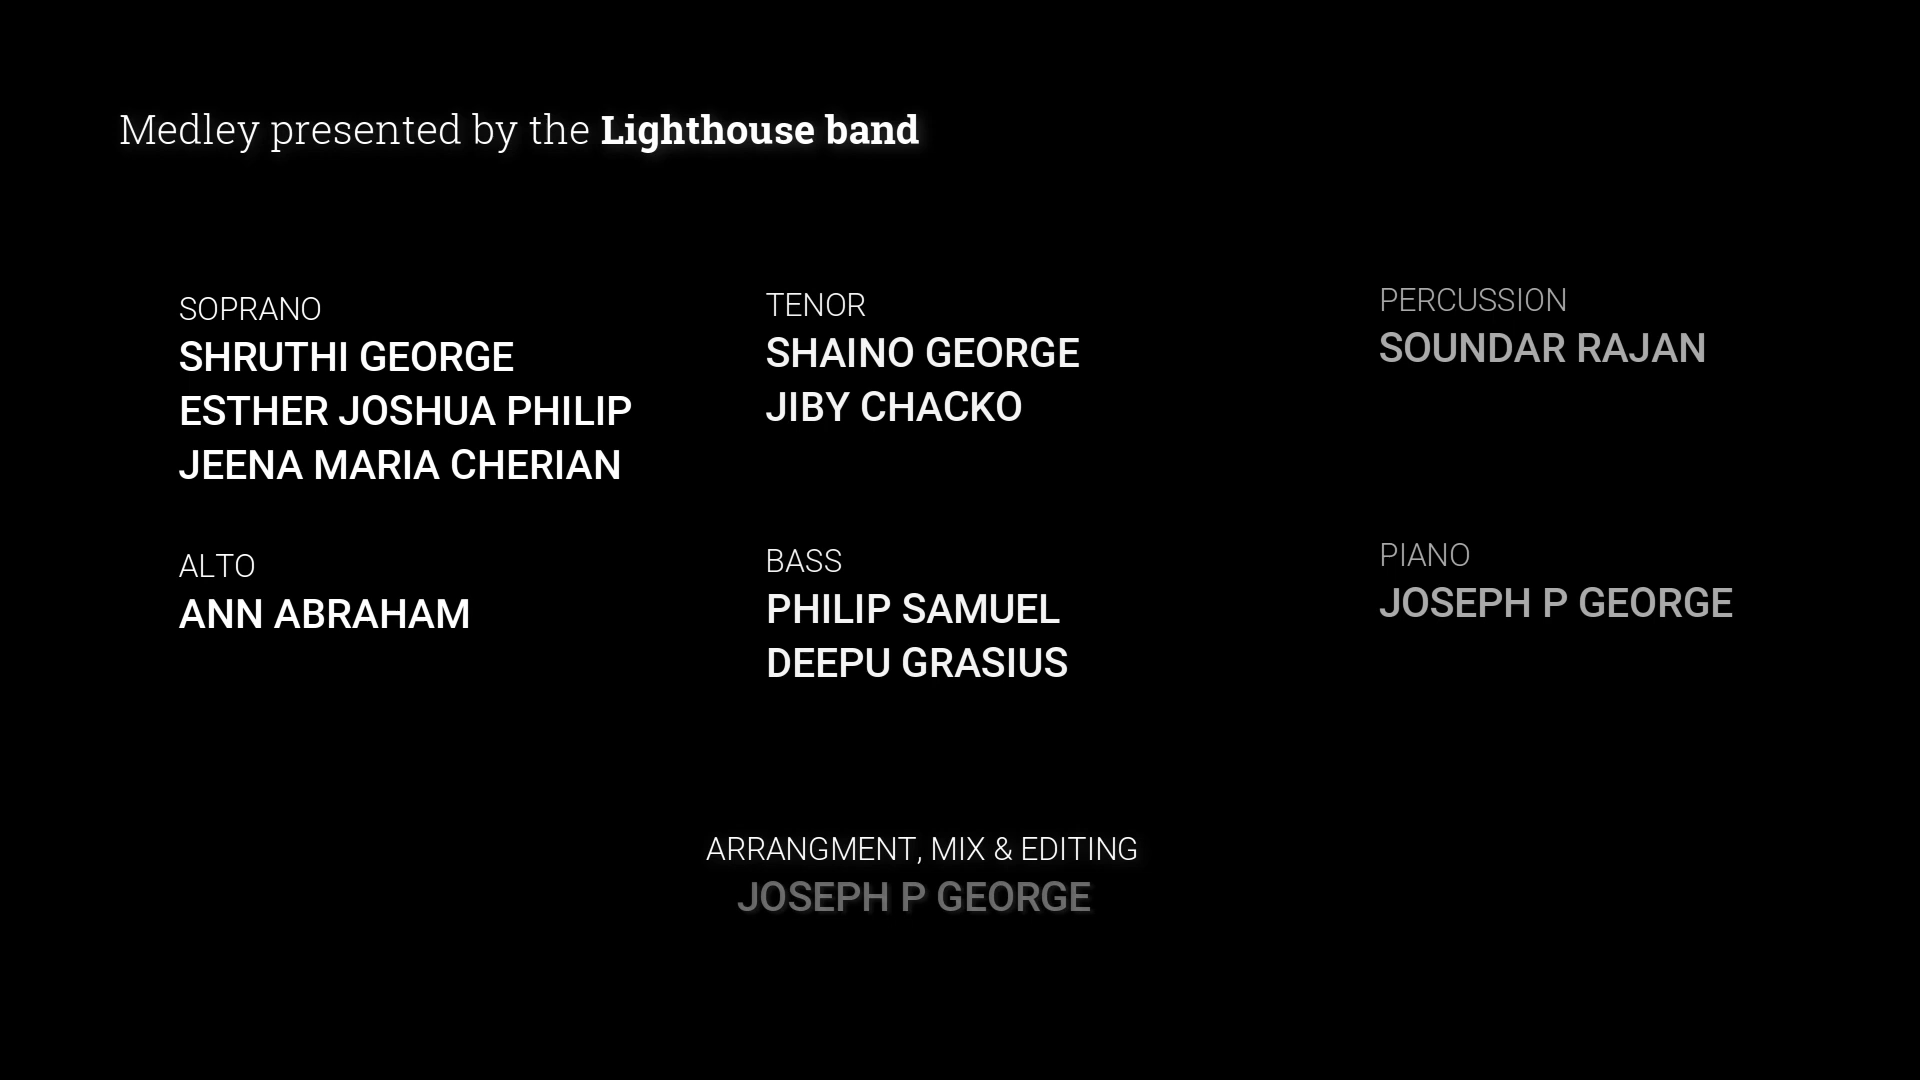 Medley presented by the Lighthouse band
SOPRANO
SHRUTHI GEORGE
ESTHER JOSHUA PHILIP
JEENA MARIA CHERIAN
ALTO
ANN ABRAHAM
TENOR
SHAINO GEORGE
JIBY CHACKO
BASS
PHILIP SAMUEL
DEEPU GRASIUS
PERCUSSION
SOUNDAR RAJAN
PIANO
JOSEPH P GEORGE
ARRANGMENT, MIX & EDITING
JOSEPH P GEORGE